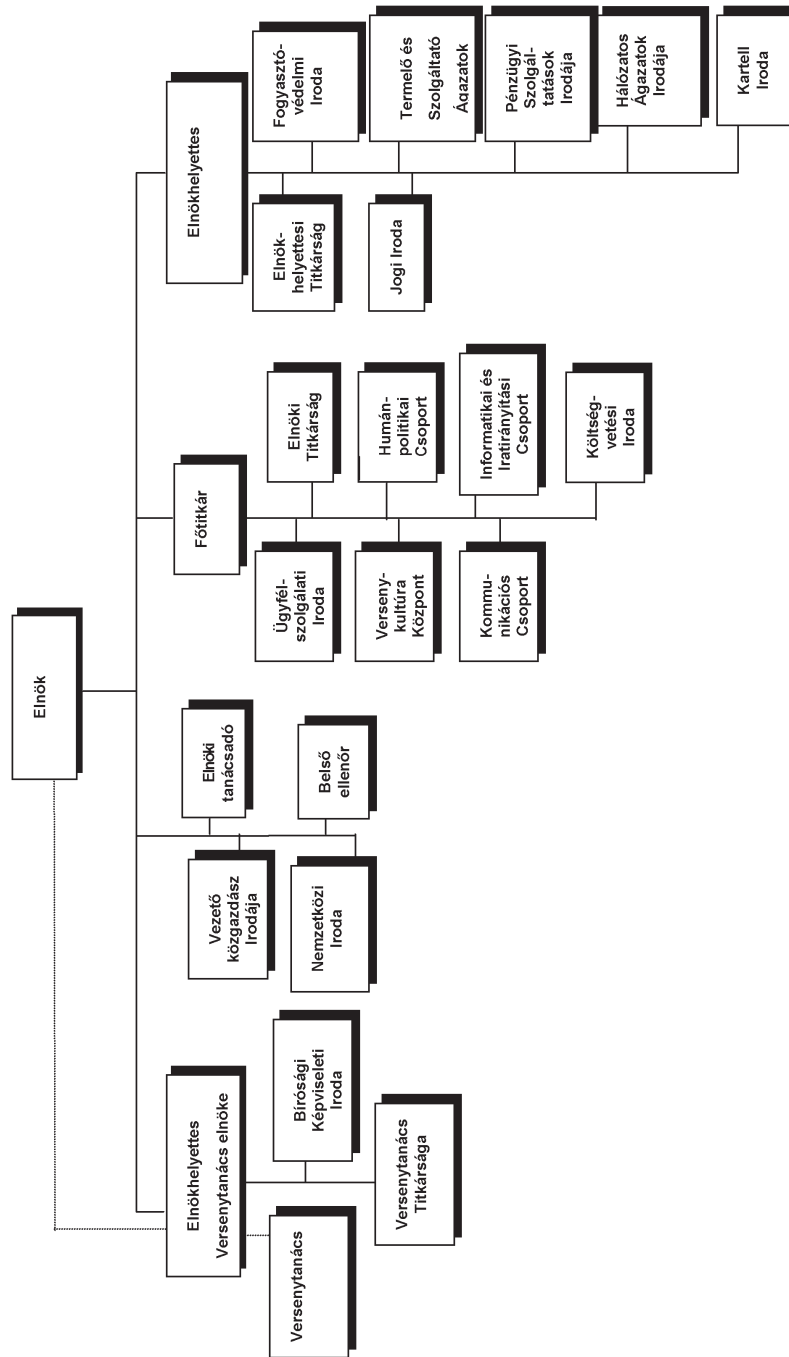 Elnök
Elnökhelyettes
Versenytanács elnöke
Versenytanács
Bírósági
Képviseleti
Iroda
Versenytanács
Titkársága
Elnöki
tanácsadó
Vezető
közgazdász
Irodája
Belső
ellenőr
Nemzetközi
Iroda
Főtitkár
Ügyfél-
szolgálati
Iroda
Elnöki
Titkárság
Verseny-
kultúra
Központ
Humán-
politikai
Csoport
Kommu-
nikációs
Csoport
Informatikai és
Iratirányítási
Csoport
Költség-
vetési
Iroda
Elnökhelyettes
Elnök-
helyettesi
Titkárság
Fogyasztó-
védelmi
Iroda
Jogi Iroda
Termelő és
Szolgáltató
Ágazatok
Pénzügyi
Szolgál-
tatások
Irodája
Hálózatos
Ágazatok
Irodája
Kartell
Iroda